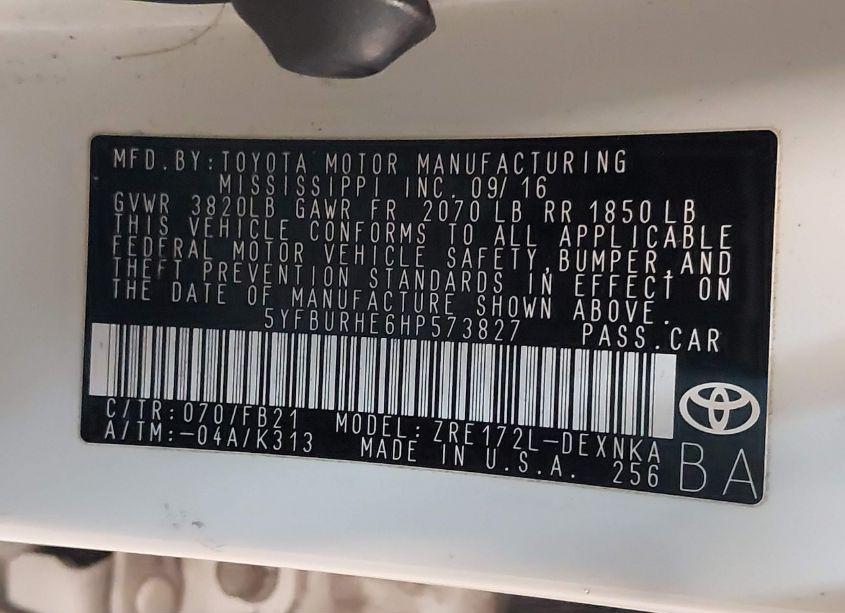 MFD.BY:TOYOTA MOTOR MANUFACTURING
MISSISSIPPI INC. 09/16
GVWR 3820LB GAWR FR 2070 LB RR 1850 LB
THIS VEHICLE CONFORMS TO ALL APPLICABLE
FEDERAL MOTOR VEHICLE SAFETY,BUMPER,AND
THEFT PREVENTION STANDARDS IN EFFECT ON
THE DATE OF MANUFACTURE SHOWN ABOVE.
5YFBURHE6HP573827 PASS.CAR
C/TR:070/FB21 MODEL:ZRE172L-DEXNKA
A/TM:-04A/K313 MADE IN U.S.A. 256
BA